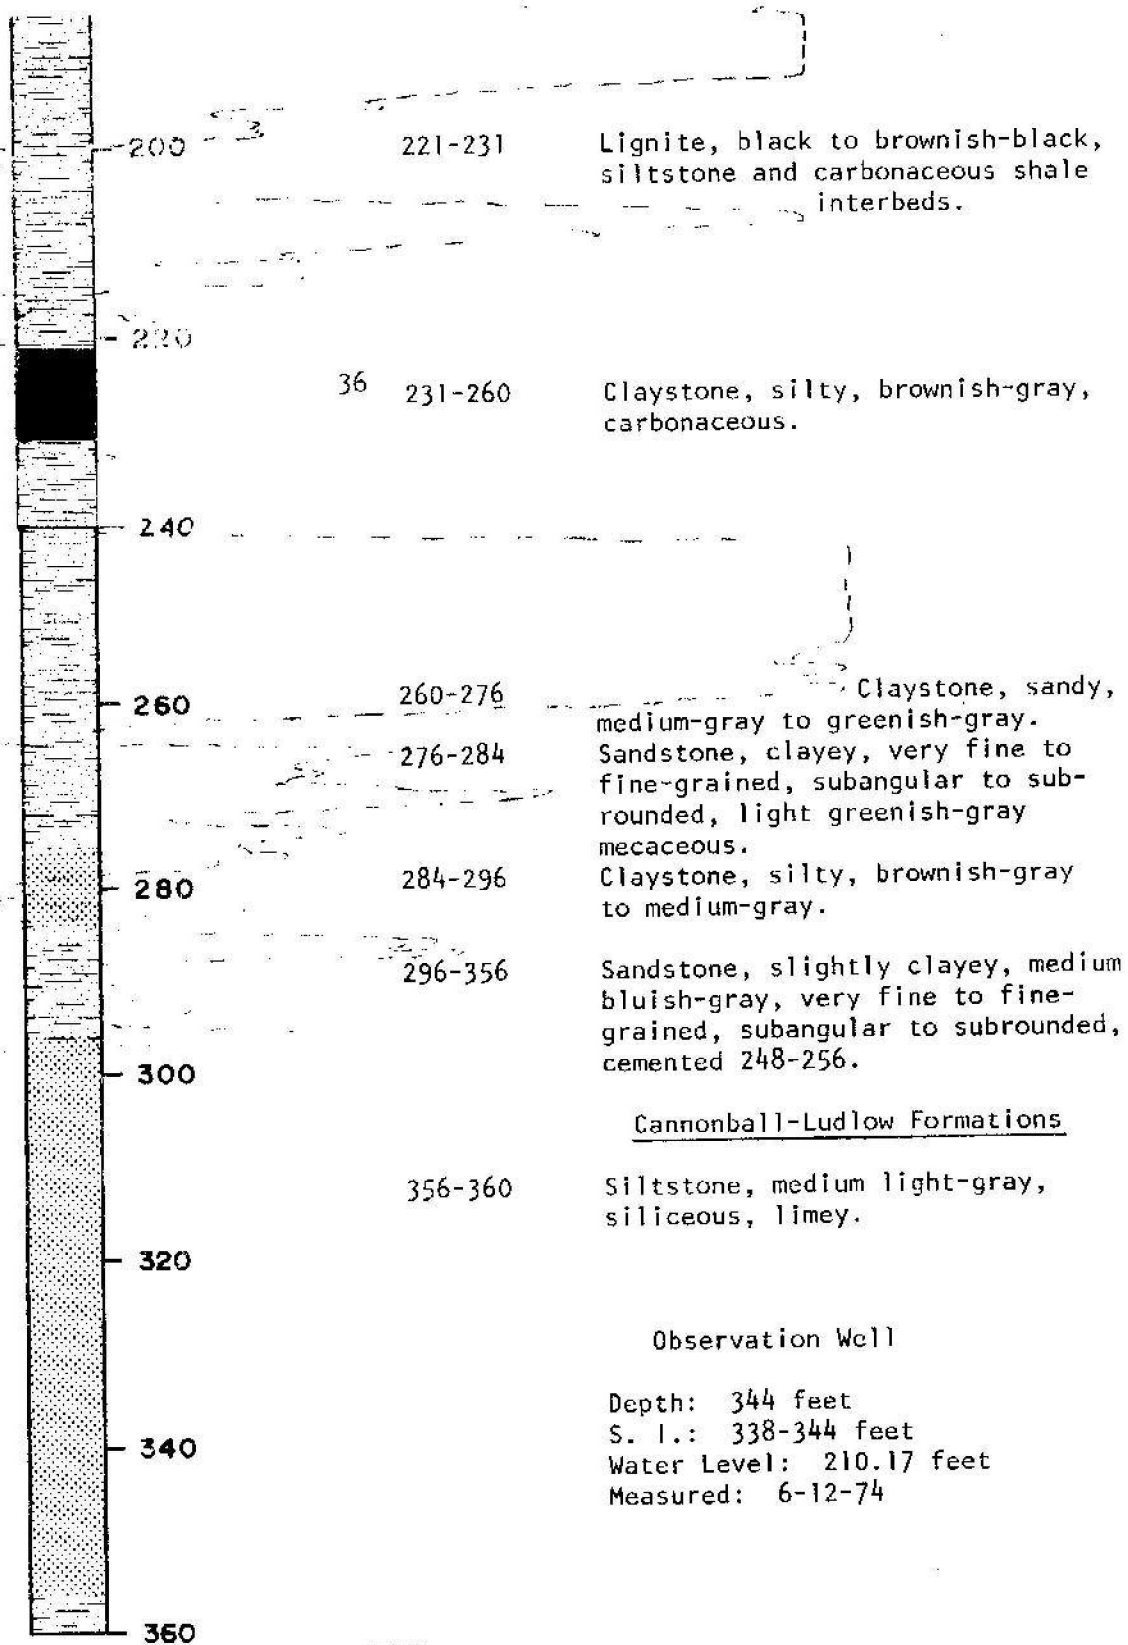 200 221-231 Lignite, black to brownish-black,
siltstone and carbonaceous shale
interbeds.
220
36 231-260 Claystone, silty, brownish-gray,
carbonaceous.
240
260 260-276 Claystone, sandy,
medium-gray to greenish-gray.
276-284 Sandstone, clayey, very fine to
fine-grained, subangular to sub-
rounded, light greenish-gray
mecaceous.
280 284-296 Claystone, silty, brownish-gray
to medium-gray.
296-356 Sandstone, slightly clayey, medium
bluish-gray, very fine to fine-
grained, subangular to subrounded,
cemented 248-256.
300
Cannonball-Ludlow Formations
356-360 Siltstone, medium light-gray,
siliceous, limey.
320
Observation Well
Depth: 344 feet
S. I.: 338-344 feet
340
Water Level: 210.17 feet
Measured: 6-12-74
360